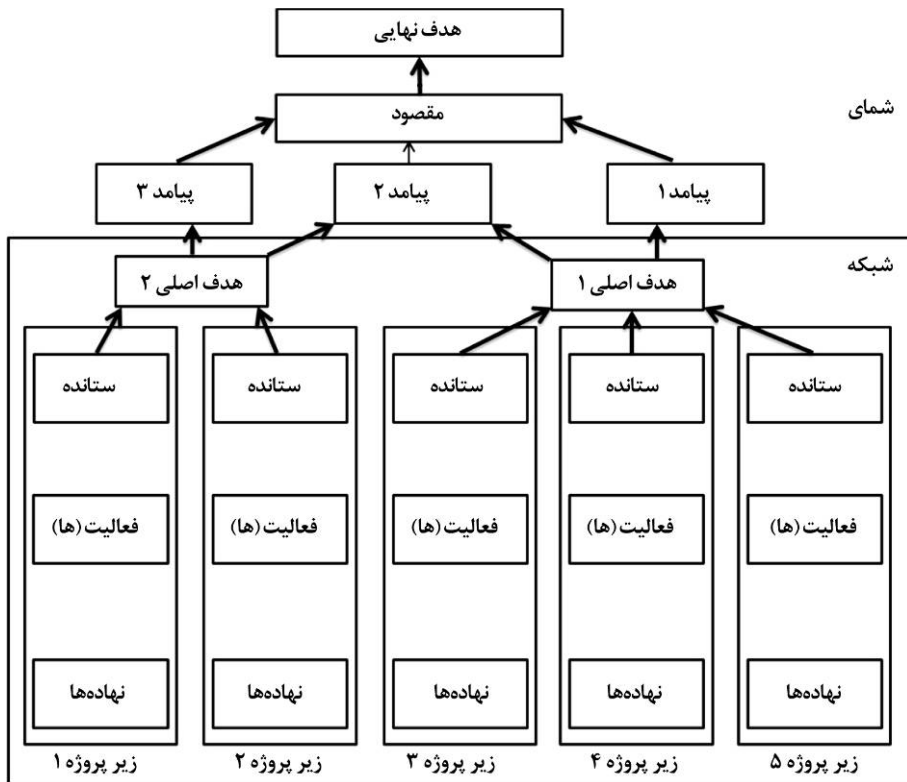 هدف نهایی
شمای
مقصود
پیامد ۱
پیامد ۲
پیامد ۳
شبکه
هدف اصلی ۱
هدف اصلی ۲
ستانده
ستانده
ستانده
ستانده
ستانده
فعالیت (ها)
فعالیت (ها)
فعالیت (ها)
فعالیت (ها)
فعالیت (ها)
نهاده‌ها
نهاده‌ها
نهاده‌ها
نهاده‌ها
نهاده‌ها
زیر پروژه ۵
زیر پروژه ۴
زیر پروژه ۳
زیر پروژه ۲
زیر پروژه ۱